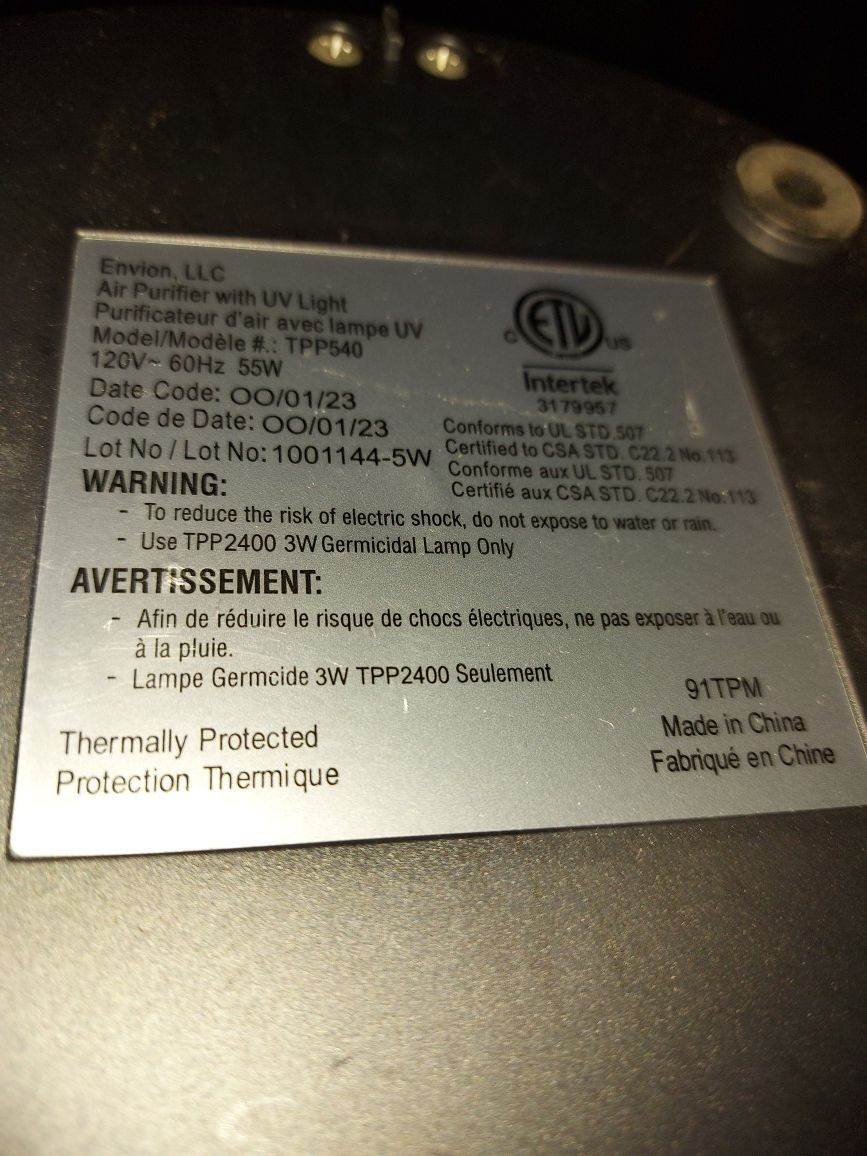 Envion, LLC
Air Purifier with UV Light
Purificateur d'air avec lampe UV
Model/Modèle #.: TPP540
120V~ 60Hz 55W
Date Code: OO/01/23
Code de Date: OO/01/23
Lot No / Lot No: 1001144-5W
C ETL US
Intertek
3179957
Conforms to UL STD. 507
Certified to CSA STD. C22.2 No. 113
Conforme aux UL STD. 507
Certifié aux CSA STD. C22.2 No. 113
WARNING:
- To reduce the risk of electric shock, do not expose to water or rain.
- Use TPP2400 3W Germicidal Lamp Only
AVERTISSEMENT:
- Afin de réduire le risque de chocs électriques, ne pas exposer à l'eau ou
à la pluie.
- Lampe Germcide 3W TPP2400 Seulement
Thermally Protected
Protection Thermique
91TPM
Made in China
Fabriqué en Chine